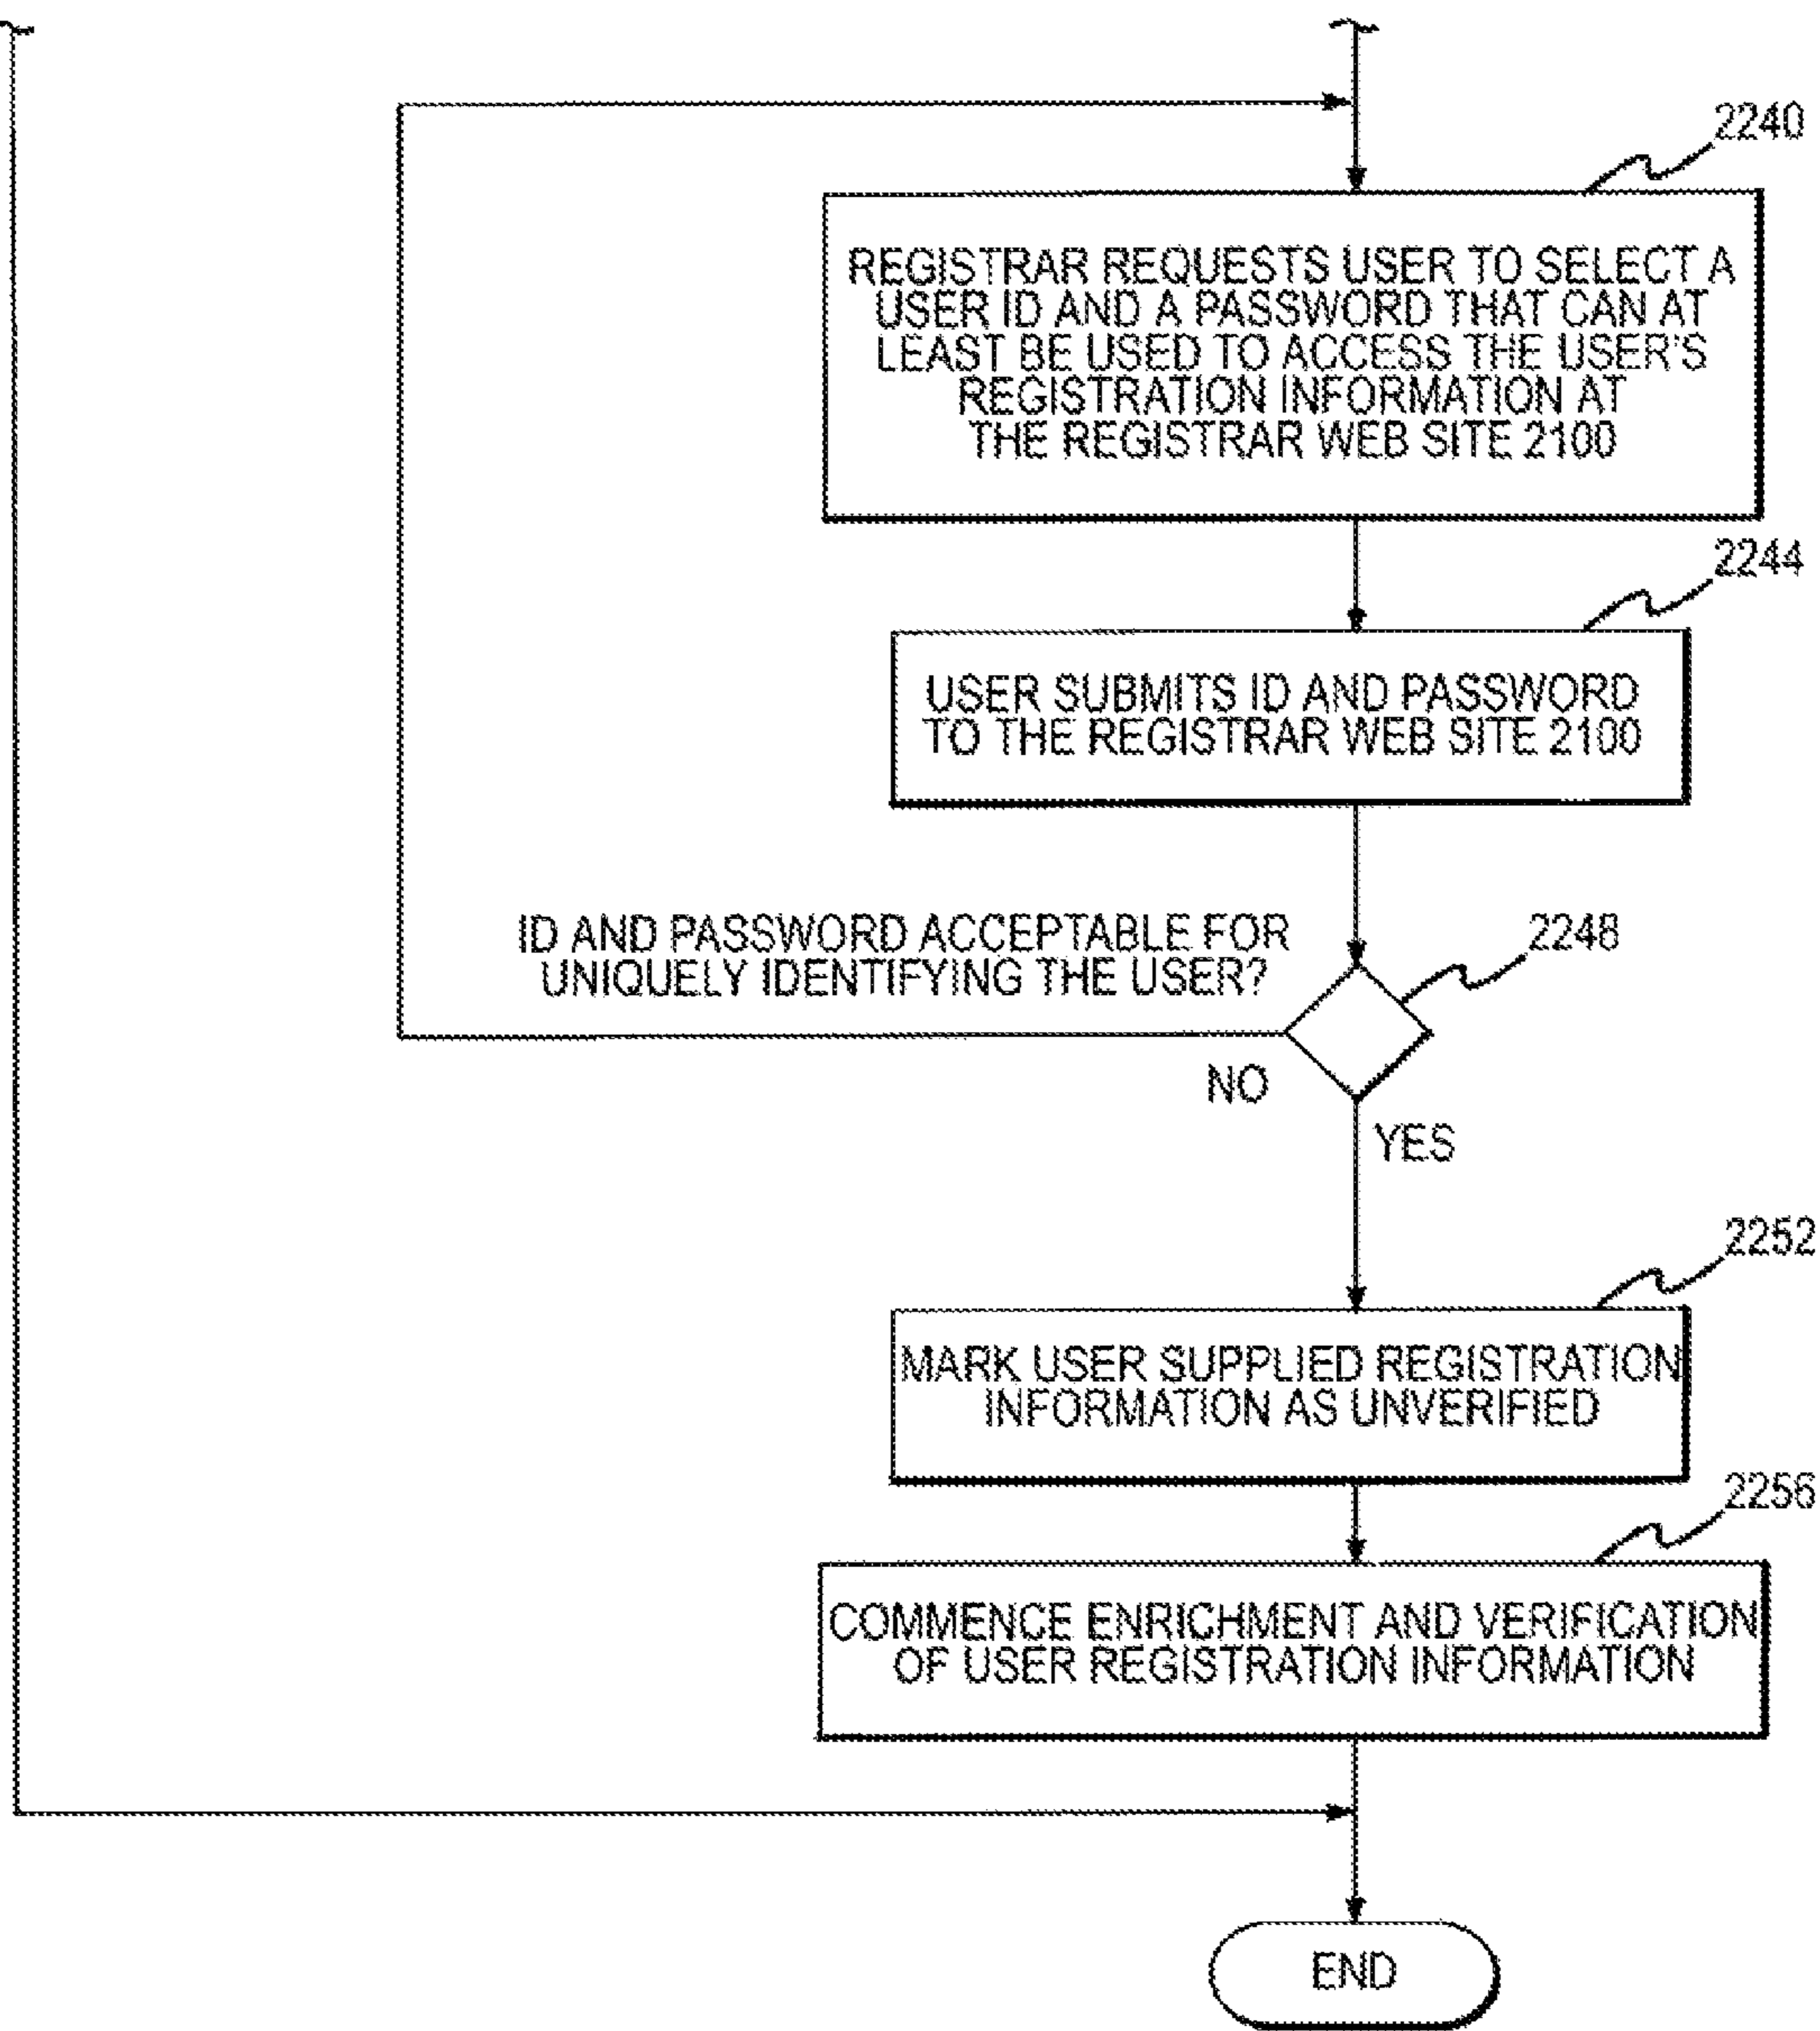 2240
REGISTRAR REQUESTS USER TO SELECT A
USER ID AND A PASSWORD THAT CAN AT
LEAST BE USED TO ACCESS THE USER'S
REGISTRATION INFORMATION AT
THE REGISTRAR WEB SITE 2100
2244
USER SUBMITS ID AND PASSWORD
TO THE REGISTRAR WEB SITE 2100
ID AND PASSWORD ACCEPTABLE FOR
UNIQUELY IDENTIFYING THE USER?
2248
NO
YES
2252
MARK USER SUPPLIED REGISTRATION
INFORMATION AS UNVERIFIED
2256
COMMENCE ENRICHMENT AND VERIFICATION
OF USER REGISTRATION INFORMATION
END